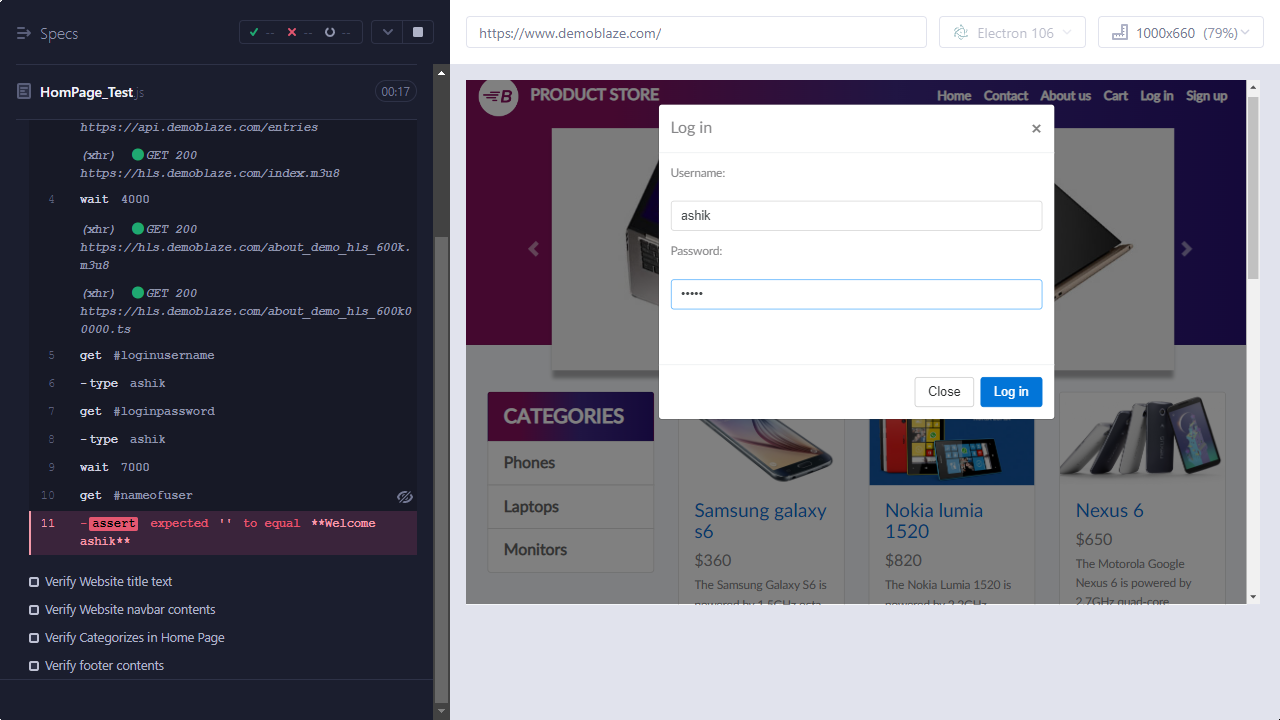 Specs
-- -- --
HomPage_Test.js
00:17
https://api.demoblaze.com/entries
(xhr) GET 200
https://hls.demoblaze.com/index.m3u8
4 wait 4000
(xhr) GET 200
https://hls.demoblaze.com/about_demo_hls_600k.
m3u8
(xhr) GET 200
https://hls.demoblaze.com/about_demo_hls_600k0
0000.ts
5 get #loginusername
6 -type ashik
7 get #loginpassword
8 -type ashik
9 wait 7000
10 get #nameofuser
11 -assert expected '' to equal **Welcome
ashik**
Verify Website title text
Verify Website navbar contents
Verify Categorizes in Home Page
Verify footer contents
https://www.demoblaze.com/
Electron 106
1000x660 (79%)
B PRODUCT STORE
Home Contact About us Cart Log in Sign up
Log in ×
Username:
ashik
Password:
•••••
Close Log in
CATEGORIES
Phones
Laptops
Monitors
Samsung galaxy
s6
$360
The Samsung Galaxy S6 is
powered by 1.5GHz octa
Nokia lumia
1520
$820
The Nokia Lumia 1520 is
powered by 2.2GHz
Nexus 6
$650
The Motorola Google
Nexus 6 is powered by
2.7GHz quad-core